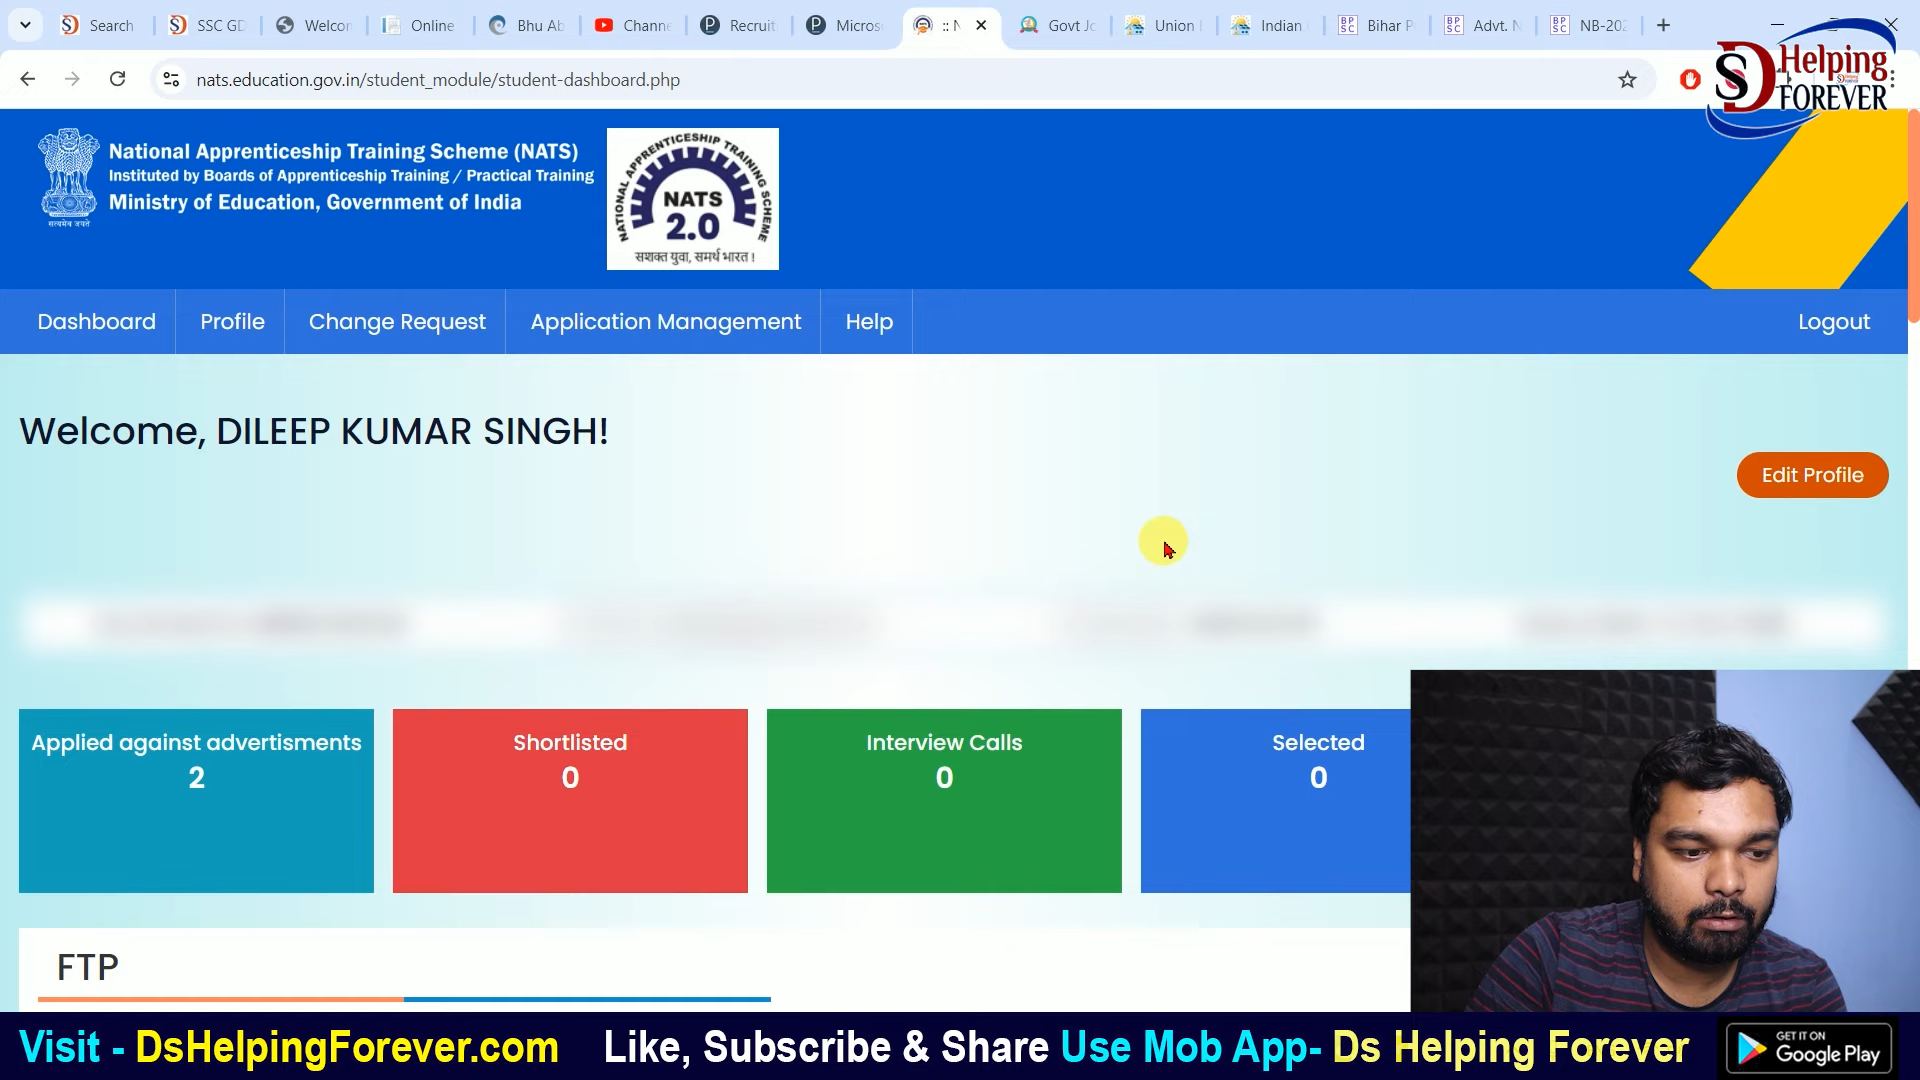 Search
SSC GD
Welcon
Online
Bhu Ab
Channe
Recruit
Micros
:: N
Govt Jo
Union
Indian
Bihar P
Advt. N
NB-202
nats.education.gov.in/student_module/student-dashboard.php
SD Helping
FOREVER
National Apprenticeship Training Scheme (NATS)
Instituted by Boards of Apprenticeship Training / Practical Training
Ministry of Education, Government of India
सत्यमेव जयते
NATIONAL APPRENTICESHIP TRAINING SCHEME
NATS
2.0
सशक्त युवा, समर्थ भारत !
Dashboard
Profile
Change Request
Application Management
Help
Logout
Welcome, DILEEP KUMAR SINGH!
Edit Profile
Applied against advertisments
2
Shortlisted
0
Interview Calls
0
Selected
0
FTP
Visit - DsHelpingForever.com Like, Subscribe & Share Use Mob App- Ds Helping Forever
GET IT ON
Google Play